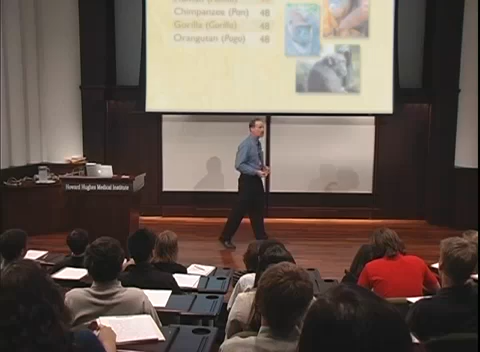 Chimpanzee (Pan) 48
Gorilla (Gorilla) 48
Orangutan (Pogo) 48
Howard Hughes Medical Institute